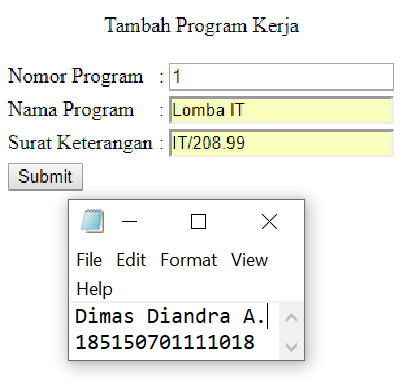 Tambah Program Kerja
Nomor Program : 1
Nama Program : Lomba IT
Surat Keterangan : IT/208.99
Submit
File Edit Format View
Help
Dimas Diandra A.
185150701111018